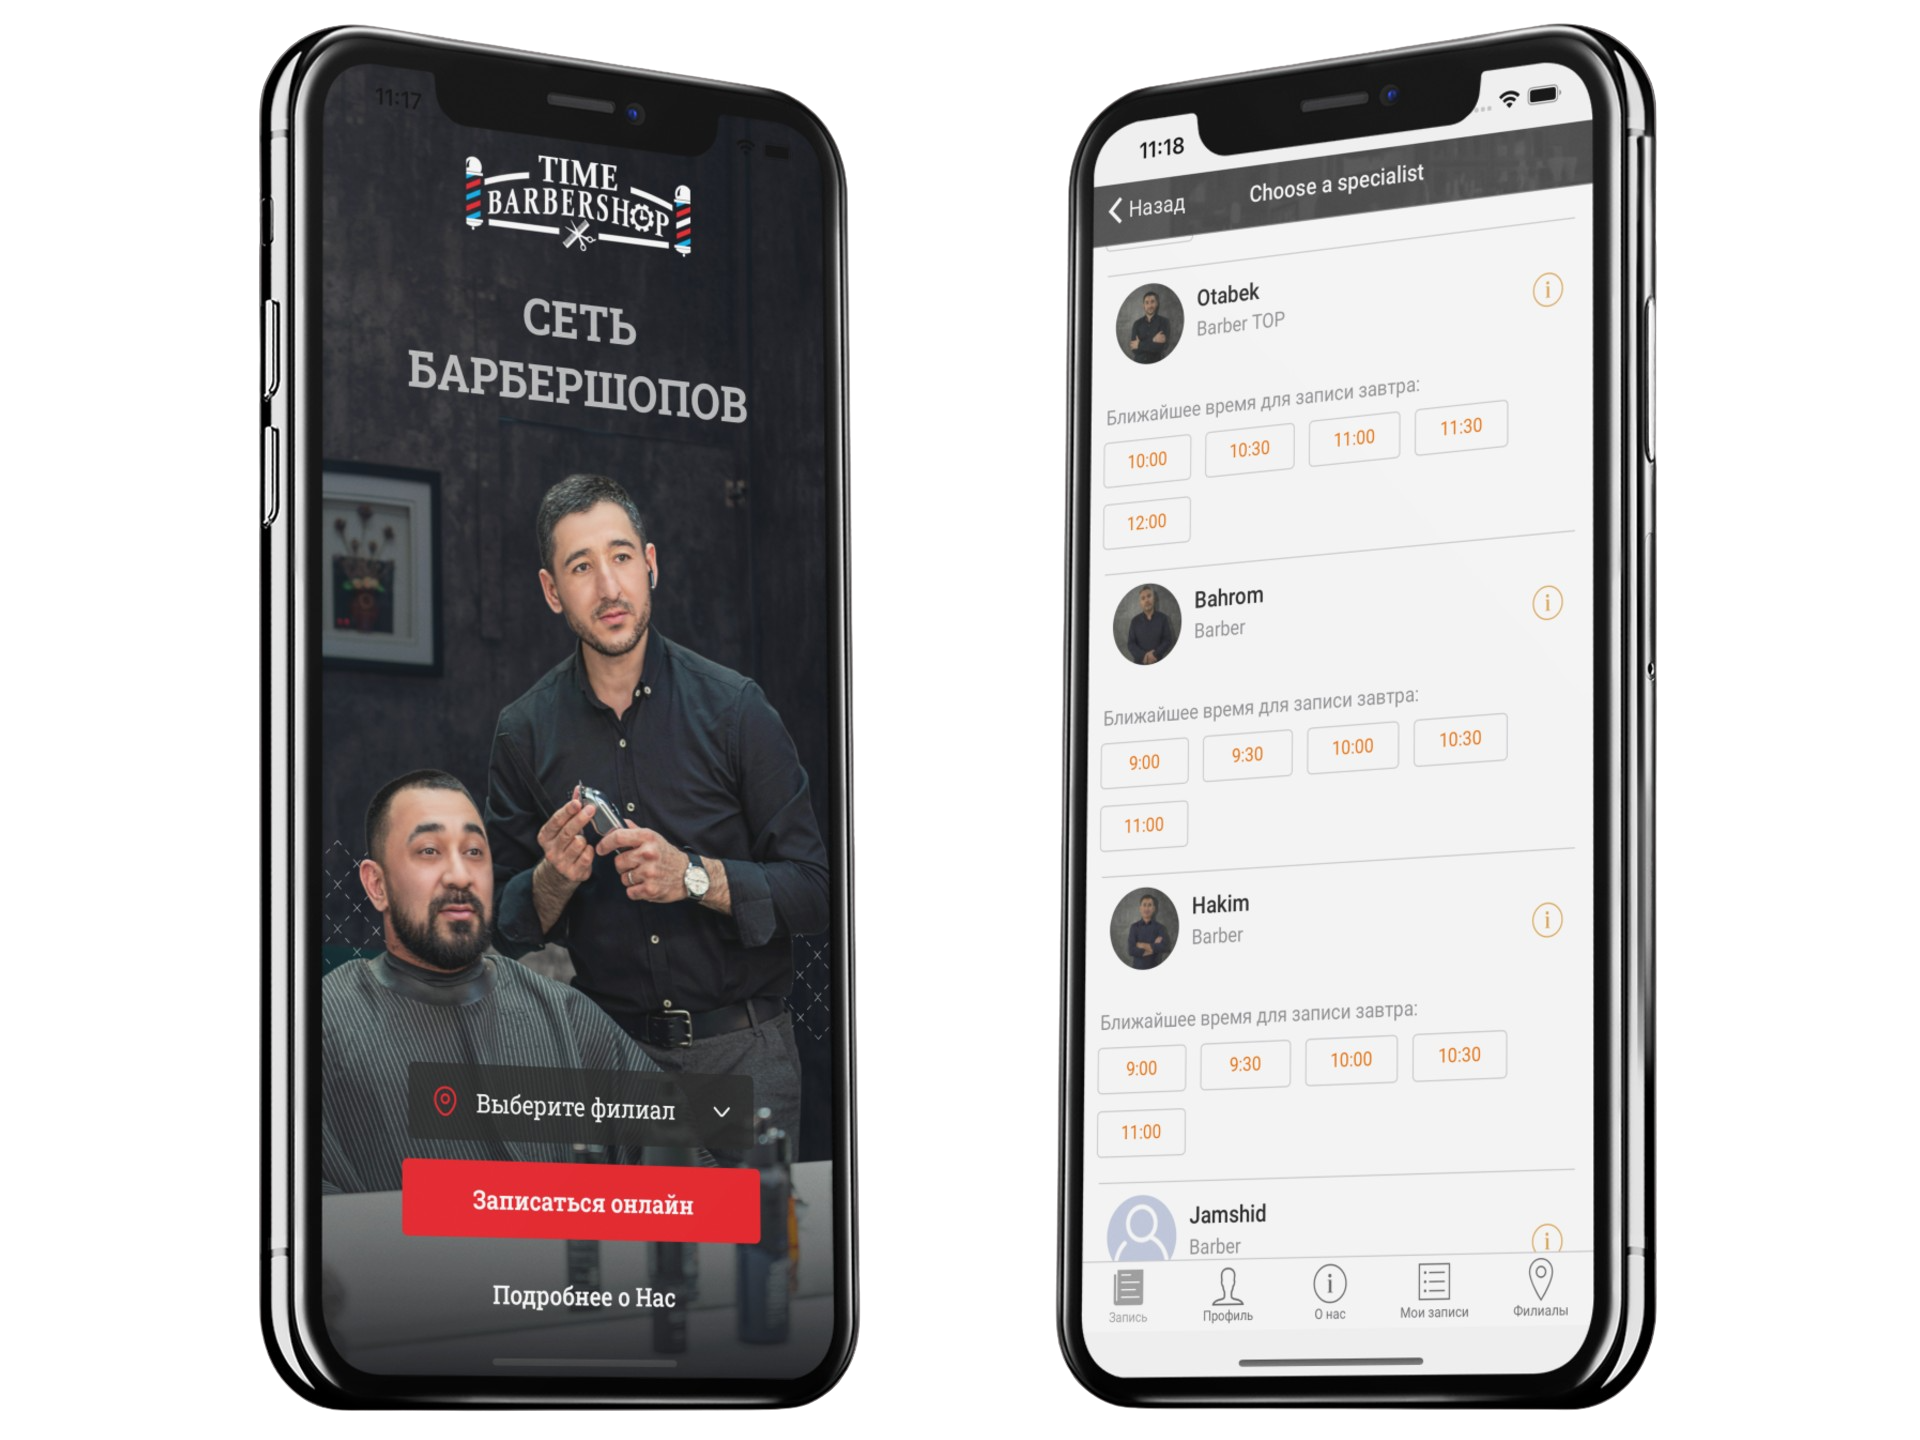 11:17
TIME
BARBERSHOP
СЕТЬ
БАРБЕРШОПОВ
Выберите филиал
Записаться онлайн
Подробнее о Нас
11:18
Назад
Choose a specialist
Otabek
Barber TOP
Ближайшее время для записи завтра:
10:00 10:30 11:00 11:30
12:00
Bahrom
Barber
Ближайшее время для записи завтра:
9:00 9:30 10:00 10:30
11:00
Hakim
Barber
Ближайшее время для записи завтра:
9:00 9:30 10:00 10:30
11:00
Jamshid
Barber
Запись Профиль О нас Мои записи Филиалы